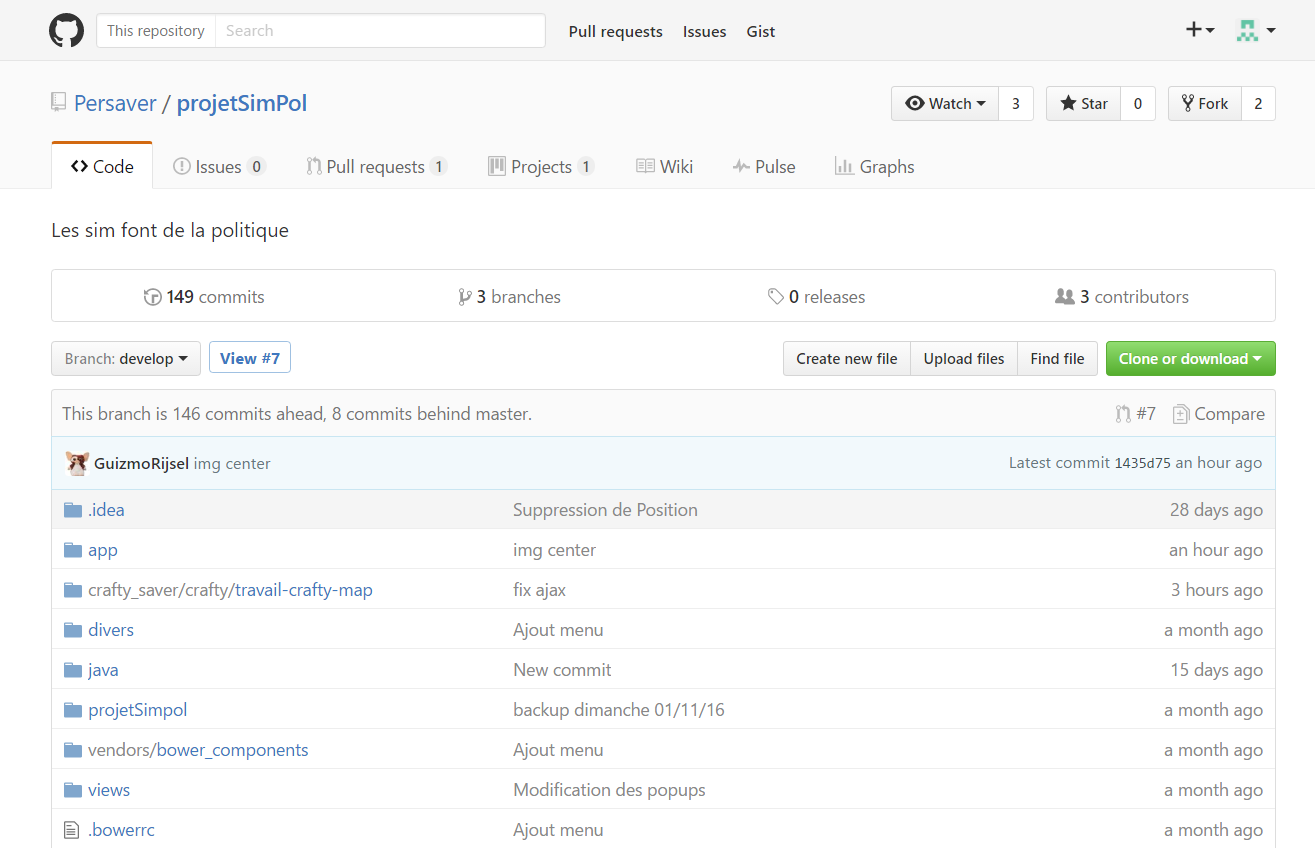 This repository Search Pull requests Issues Gist
Persaver / projetSimPol Watch 3 Star 0 Fork 2
Code Issues 0 Pull requests 1 Projects 1 Wiki Pulse Graphs
Les sim font de la politique
149 commits 3 branches 0 releases 3 contributors
Branch: develop View #7 Create new file Upload files Find file Clone or download
This branch is 146 commits ahead, 8 commits behind master. #7 Compare
GuizmoRijsel img center Latest commit 1435d75 an hour ago
.idea Suppression de Position 28 days ago
app img center an hour ago
crafty_saver/crafty/travail-crafty-map fix ajax 3 hours ago
divers Ajout menu a month ago
java New commit 15 days ago
projetSimpol backup dimanche 01/11/16 a month ago
vendors/bower_components Ajout menu a month ago
views Modification des popups a month ago
.bowerrc Ajout menu a month ago